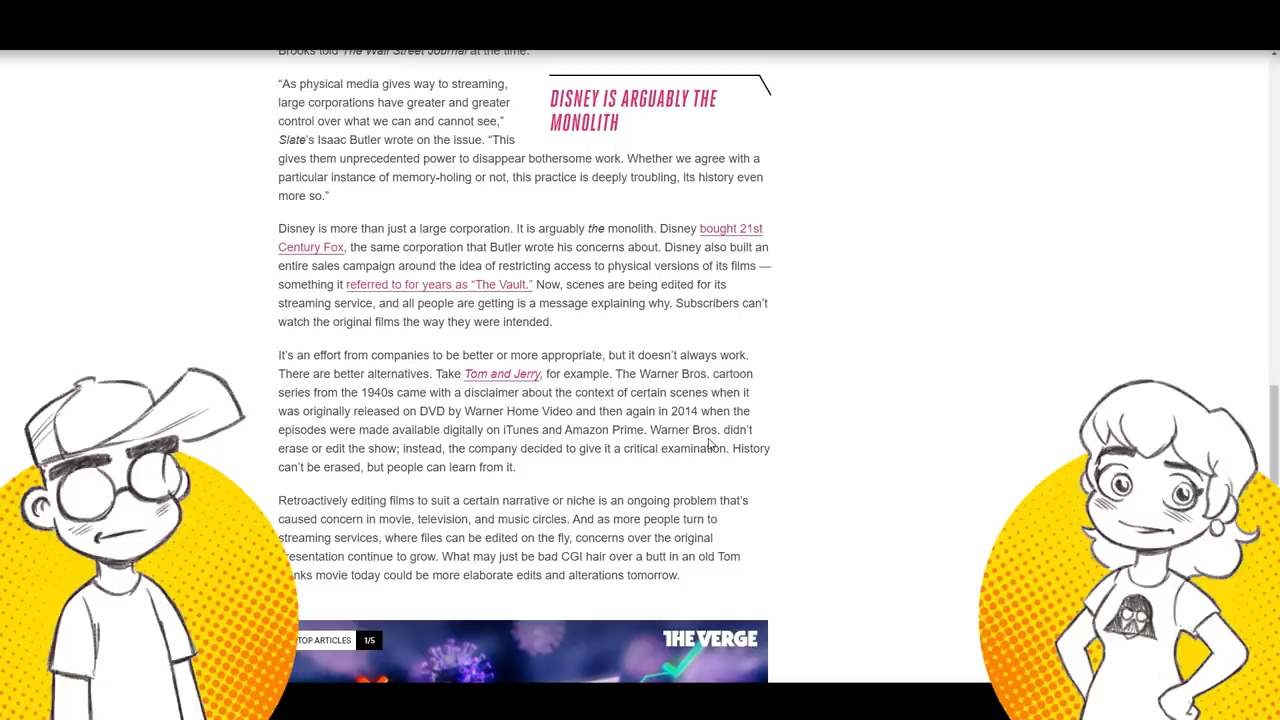 Brooks told The Wall Street Journal at the time.
“As physical media gives way to streaming,
large corporations have greater and greater
control over what we can and cannot see,”
Slate’s Isaac Butler wrote on the issue. “This
DISNEY IS ARGUABLY THE
MONOLITH
gives them unprecedented power to disappear bothersome work. Whether we agree with a
particular instance of memory-holing or not, this practice is deeply troubling, its history even
more so.”
Disney is more than just a large corporation. It is arguably the monolith. Disney bought 21st
Century Fox, the same corporation that Butler wrote his concerns about. Disney also built an
entire sales campaign around the idea of restricting access to physical versions of its films —
something it referred to for years as “The Vault.” Now, scenes are being edited for its
streaming service, and all people are getting is a message explaining why. Subscribers can’t
watch the original films the way they were intended.
It’s an effort from companies to be better or more appropriate, but it doesn’t always work.
There are better alternatives. Take Tom and Jerry, for example. The Warner Bros. cartoon
series from the 1940s came with a disclaimer about the context of certain scenes when it
was originally released on DVD by Warner Home Video and then again in 2014 when the
episodes were made available digitally on iTunes and Amazon Prime. Warner Bros. didn’t
erase or edit the show; instead, the company decided to give it a critical examination. History
can’t be erased, but people can learn from it.
Retroactively editing films to suit a certain narrative or niche is an ongoing problem that’s
caused concern in movie, television, and music circles. And as more people turn to
streaming services, where files can be edited on the fly, concerns over the original
presentation continue to grow. What may just be bad CGI hair over a butt in an old Tom
Hanks movie today could be more elaborate edits and alterations tomorrow.
TOP ARTICLES 1/5
THE VERGE